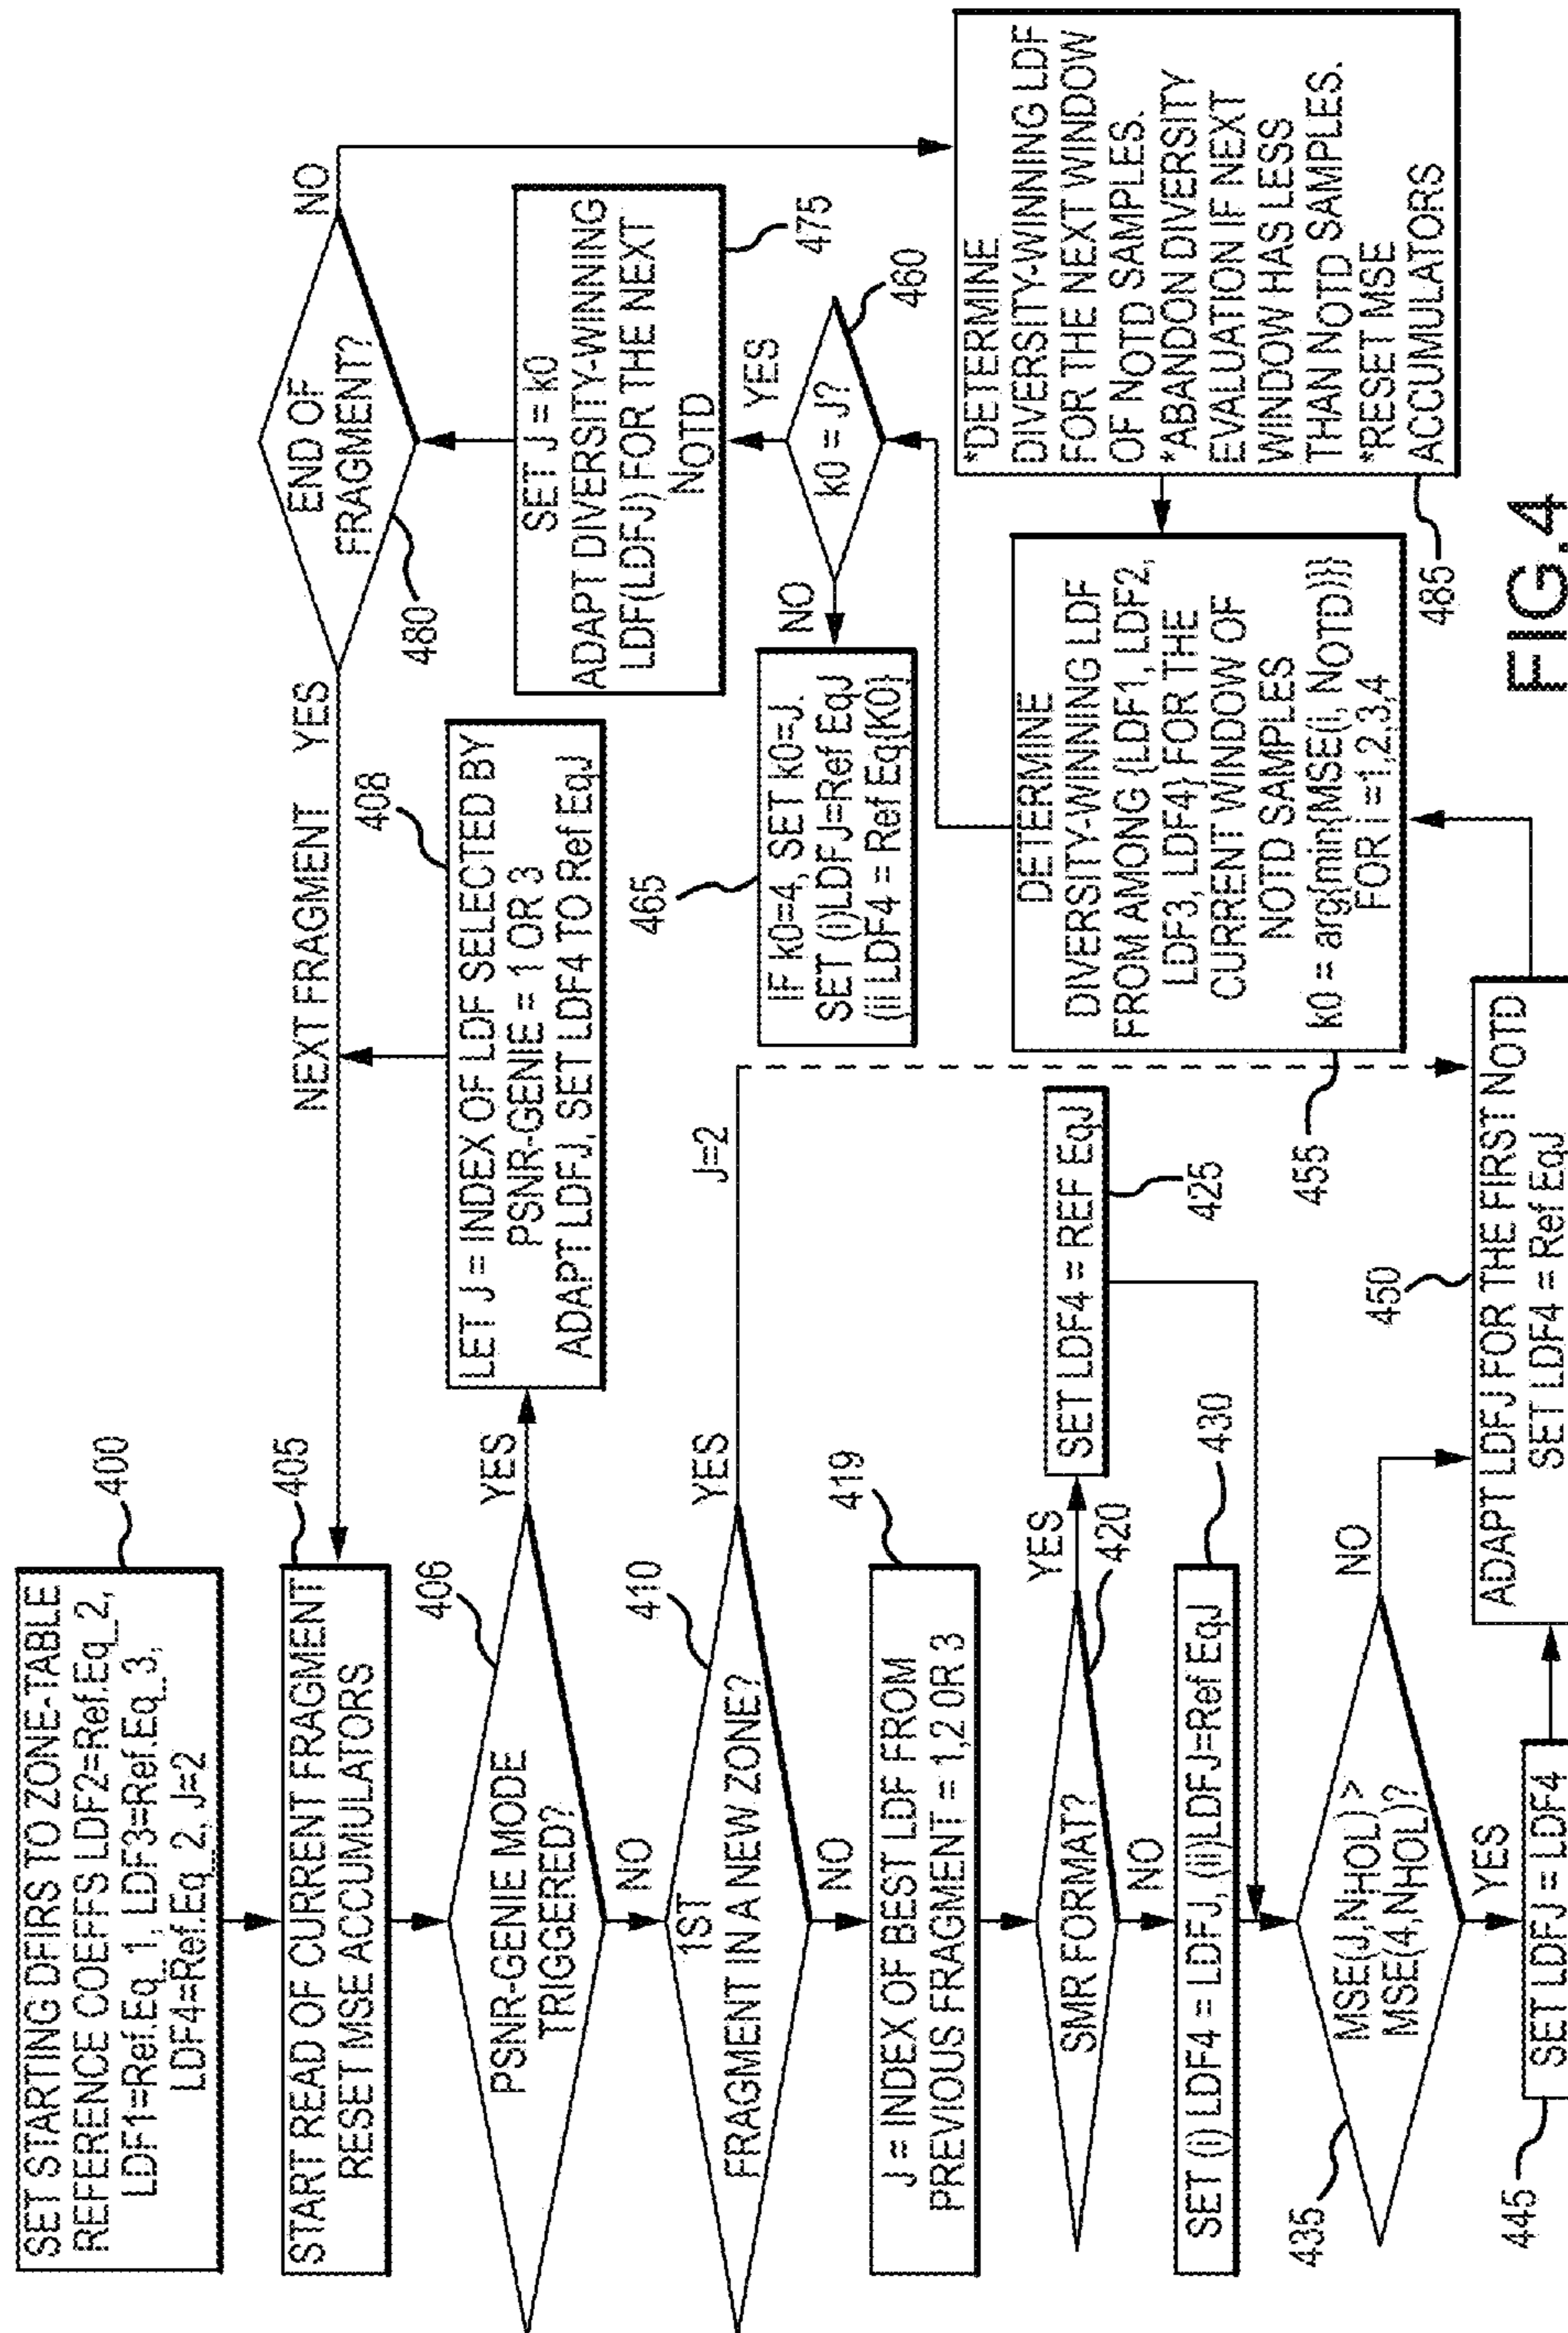 SET STARTING DFIRS TO ZONE-TABLE
REFERENCE COEFFS LDF2=Ref.Eq_2,
LDF1=Ref.Eq_1, LDF3=Ref.Eq_3,
LDF4=Ref.Eq_2, J=2
400
START READ OF CURRENT FRAGMENT
RESET MSE ACCUMULATORS
405
PSNR-GENIE MODE
TRIGGERED?
406
YES
NO
LET J = INDEX OF LDF SELECTED BY
PSNR-GENIE = 1 OR 3
ADAPT LDFJ, SET LDF4 TO Ref EqJ
408
NEXT FRAGMENT
YES
1ST
FRAGMENT IN A NEW ZONE?
410
YES
J=2
NO
J = INDEX OF BEST LDF FROM
PREVIOUS FRAGMENT = 1,2 OR 3
419
SMR FORMAT?
420
YES
SET LDF4 = REF EqJ
425
NO
SET (i) LDF4 = LDFJ, (ii)LDFJ=Ref EqJ
430
MSE(J,NHOL) >
MSE(4,NHOL)?
435
NO
YES
SET LDFJ = LDF4
445
ADAPT LDFJ FOR THE FIRST NOTD
SET LDF4 = Ref EqJ
450
DETERMINE
DIVERSITY-WINNING LDF
FROM AMONG {LDF1, LDF2,
LDF3, LDF4} FOR THE
CURRENT WINDOW OF
NOTD SAMPLES
k0 = arg{min{MSE(i, NOTD)}}
FOR i =1,2,3,4
455
k0 = J?
460
NO
YES
IF k0=4, SET k0=J.
SET (i)LDFJ=Ref EqJ
(ii LDF4 = Ref Eq{K0}
465
SET J = k0
ADAPT DIVERSITY-WINNING
LDF(LDFJ) FOR THE NEXT
NOTD
475
END OF
FRAGMENT?
480
NO
*DETERMINE
DIVERSITY-WINNING LDF
FOR THE NEXT WINDOW
OF NOTD SAMPLES.
*ABANDON DIVERSITY
EVALUATION IF NEXT
WINDOW HAS LESS
THAN NOTD SAMPLES.
*RESET MSE
ACCUMULATORS
485
FIG.4